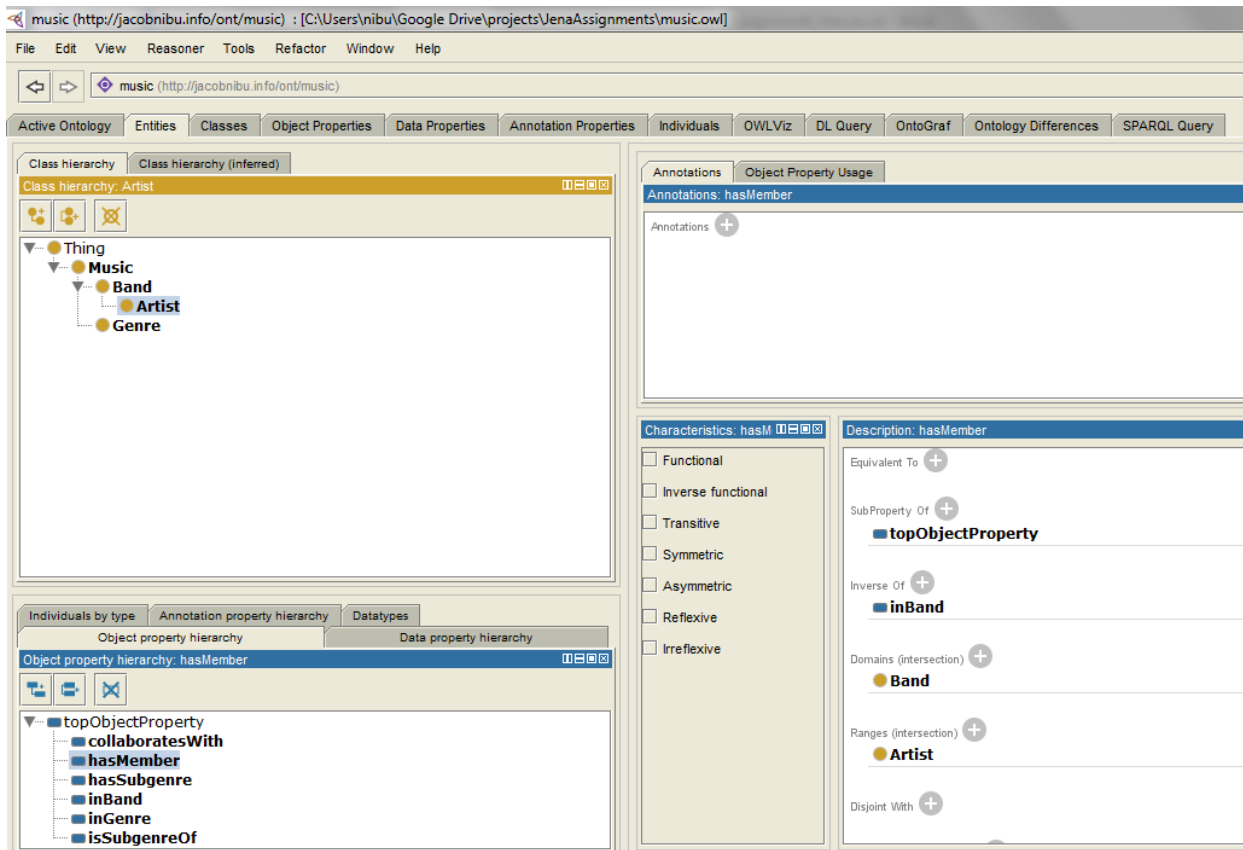 music (http://jacobnibu.info/ont/music) : [C:\Users\nibu\Google Drive\projects\JenaAssignments\music.owl]
File Edit View Reasoner Tools Refactor Window Help
music (http://jacobnibu.info/ont/music)
Active Ontology Entities Classes Object Properties Data Properties Annotation Properties Individuals OWLViz DL Query OntoGraf Ontology Differences SPARQL Query
Class hierarchy Class hierarchy (inferred)
Class hierarchy: Artist
Thing
Music
Band
Artist
Genre
Individuals by type Annotation property hierarchy Datatypes
Object property hierarchy Data property hierarchy
Object property hierarchy: hasMember
topObjectProperty
collaboratesWith
hasMember
hasSubgenre
inBand
inGenre
isSubgenreOf
Annotations Object Property Usage
Annotations: hasMember
Annotations
Characteristics: hasM
Functional
Inverse functional
Transitive
Symmetric
Asymmetric
Reflexive
Irreflexive
Description: hasMember
Equivalent To
SubProperty Of
topObjectProperty
Inverse Of
inBand
Domains (intersection)
Band
Ranges (intersection)
Artist
Disjoint With